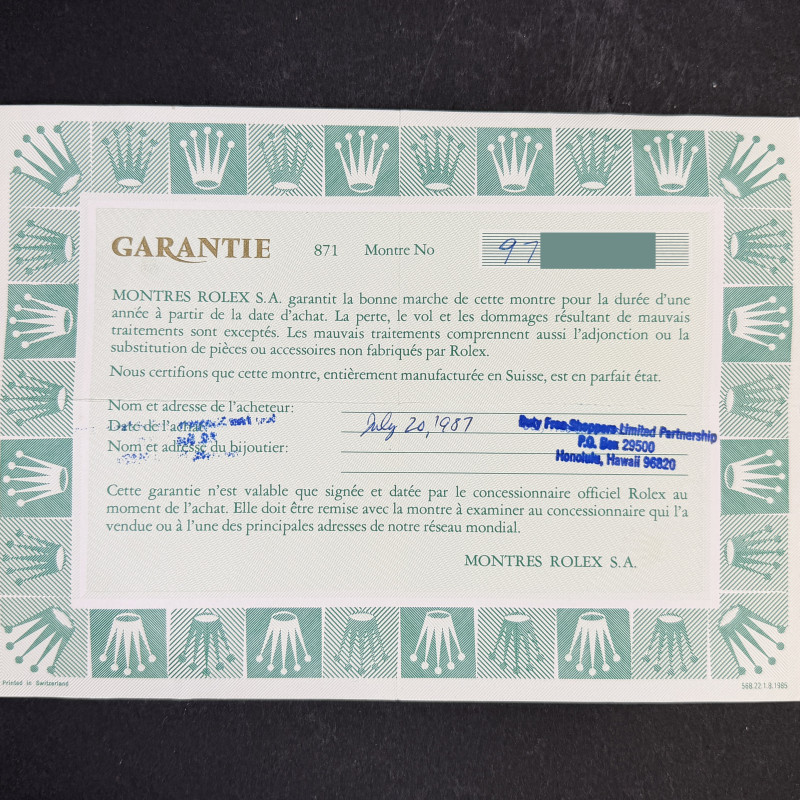 GARANTIE 871 Montre No 97
MONTRES ROLEX S.A. garantit la bonne marche de cette montre pour la durée d'une
année à partir de la date d'achat. La perte, le vol et les dommages résultant de mauvais
traitements sont exceptés. Les mauvais traitements comprennent aussi l'adjonction ou la
substitution de pièces ou accessoires non fabriqués par Rolex.
Nous certifions que cette montre, entièrement manufacturée en Suisse, est en parfait état.
Nom et adresse de l'acheteur:
Date de l'achat: July 20, 1987 Duty Free Shoppers Limited Partnership
Nom et adresse du bijoutier: P.O. Box 29500
Honolulu, Hawaii 96820
Cette garantie n'est valable que signée et datée par le concessionnaire officiel Rolex au
moment de l'achat. Elle doit être remise avec la montre à examiner au concessionnaire qui l'a
vendue ou à l'une des principales adresses de notre réseau mondial.
MONTRES ROLEX S.A.
Printed in Switzerland 568.22.1.8.1985